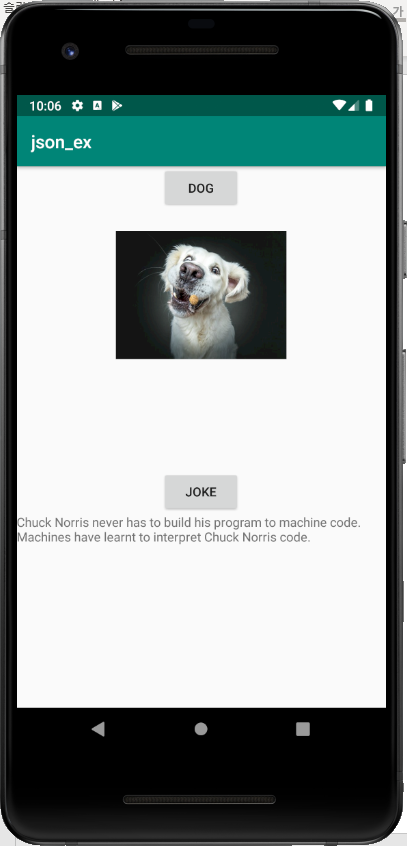 10:06
json_ex
DOG
JOKE
Chuck Norris never has to build his program to machine code.
Machines have learnt to interpret Chuck Norris code.
가